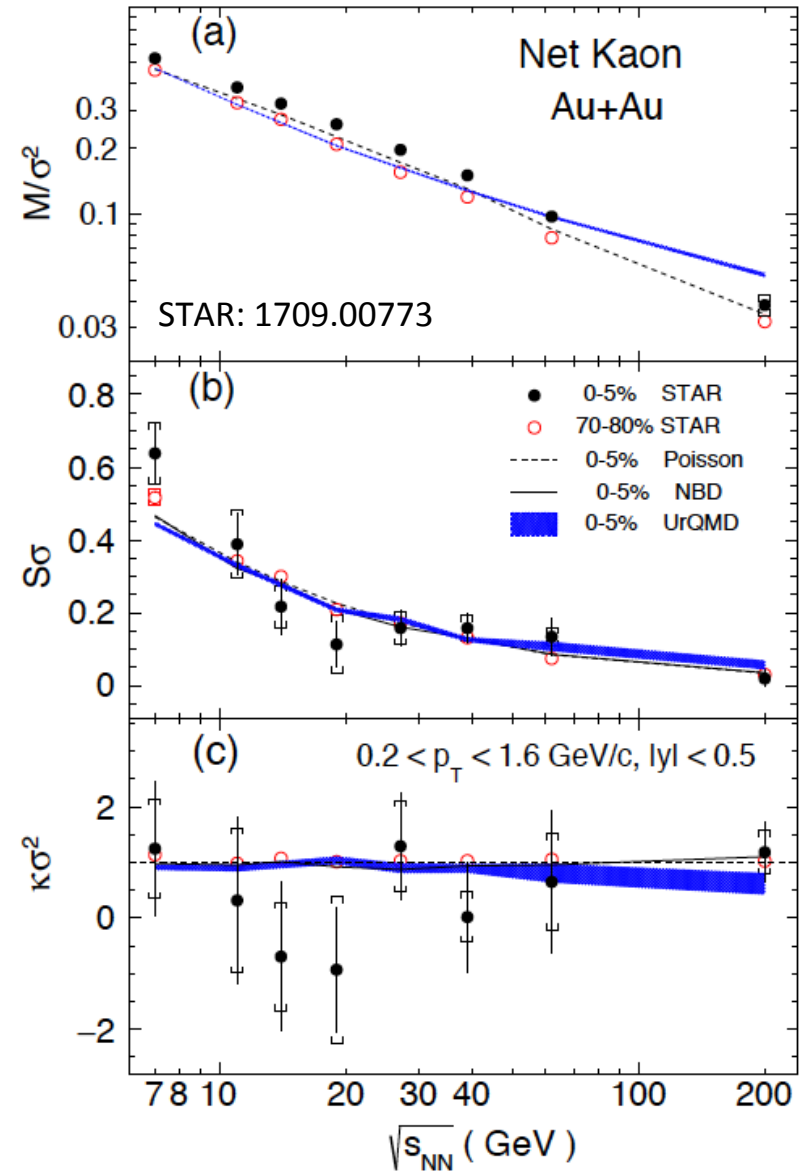 (a)
Net Kaon
Au+Au
0.3
0.2
0.1
0.03
M/σ²
STAR: 1709.00773
(b)
0.8
0.6
0.4
0.2
0
Sσ
0-5% STAR
70-80% STAR
0-5% Poisson
0-5% NBD
0-5% UrQMD
(c)
0.2 < p_T < 1.6 GeV/c, |y| < 0.5
2
1
0
−2
κσ²
7 8 10 20 30 40 100 200
√s_NN ( GeV )